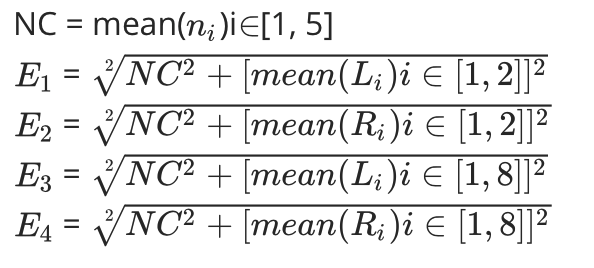 NC = mean(nᵢ)i∈[1, 5]
E₁ = ²√NC² + [mean(Lᵢ)i ∈ [1, 2]]²
E₂ = ²√NC² + [mean(Rᵢ)i ∈ [1, 2]]²
E₃ = ²√NC² + [mean(Lᵢ)i ∈ [1, 8]]²
E₄ = ²√NC² + [mean(Rᵢ)i ∈ [1, 8]]²